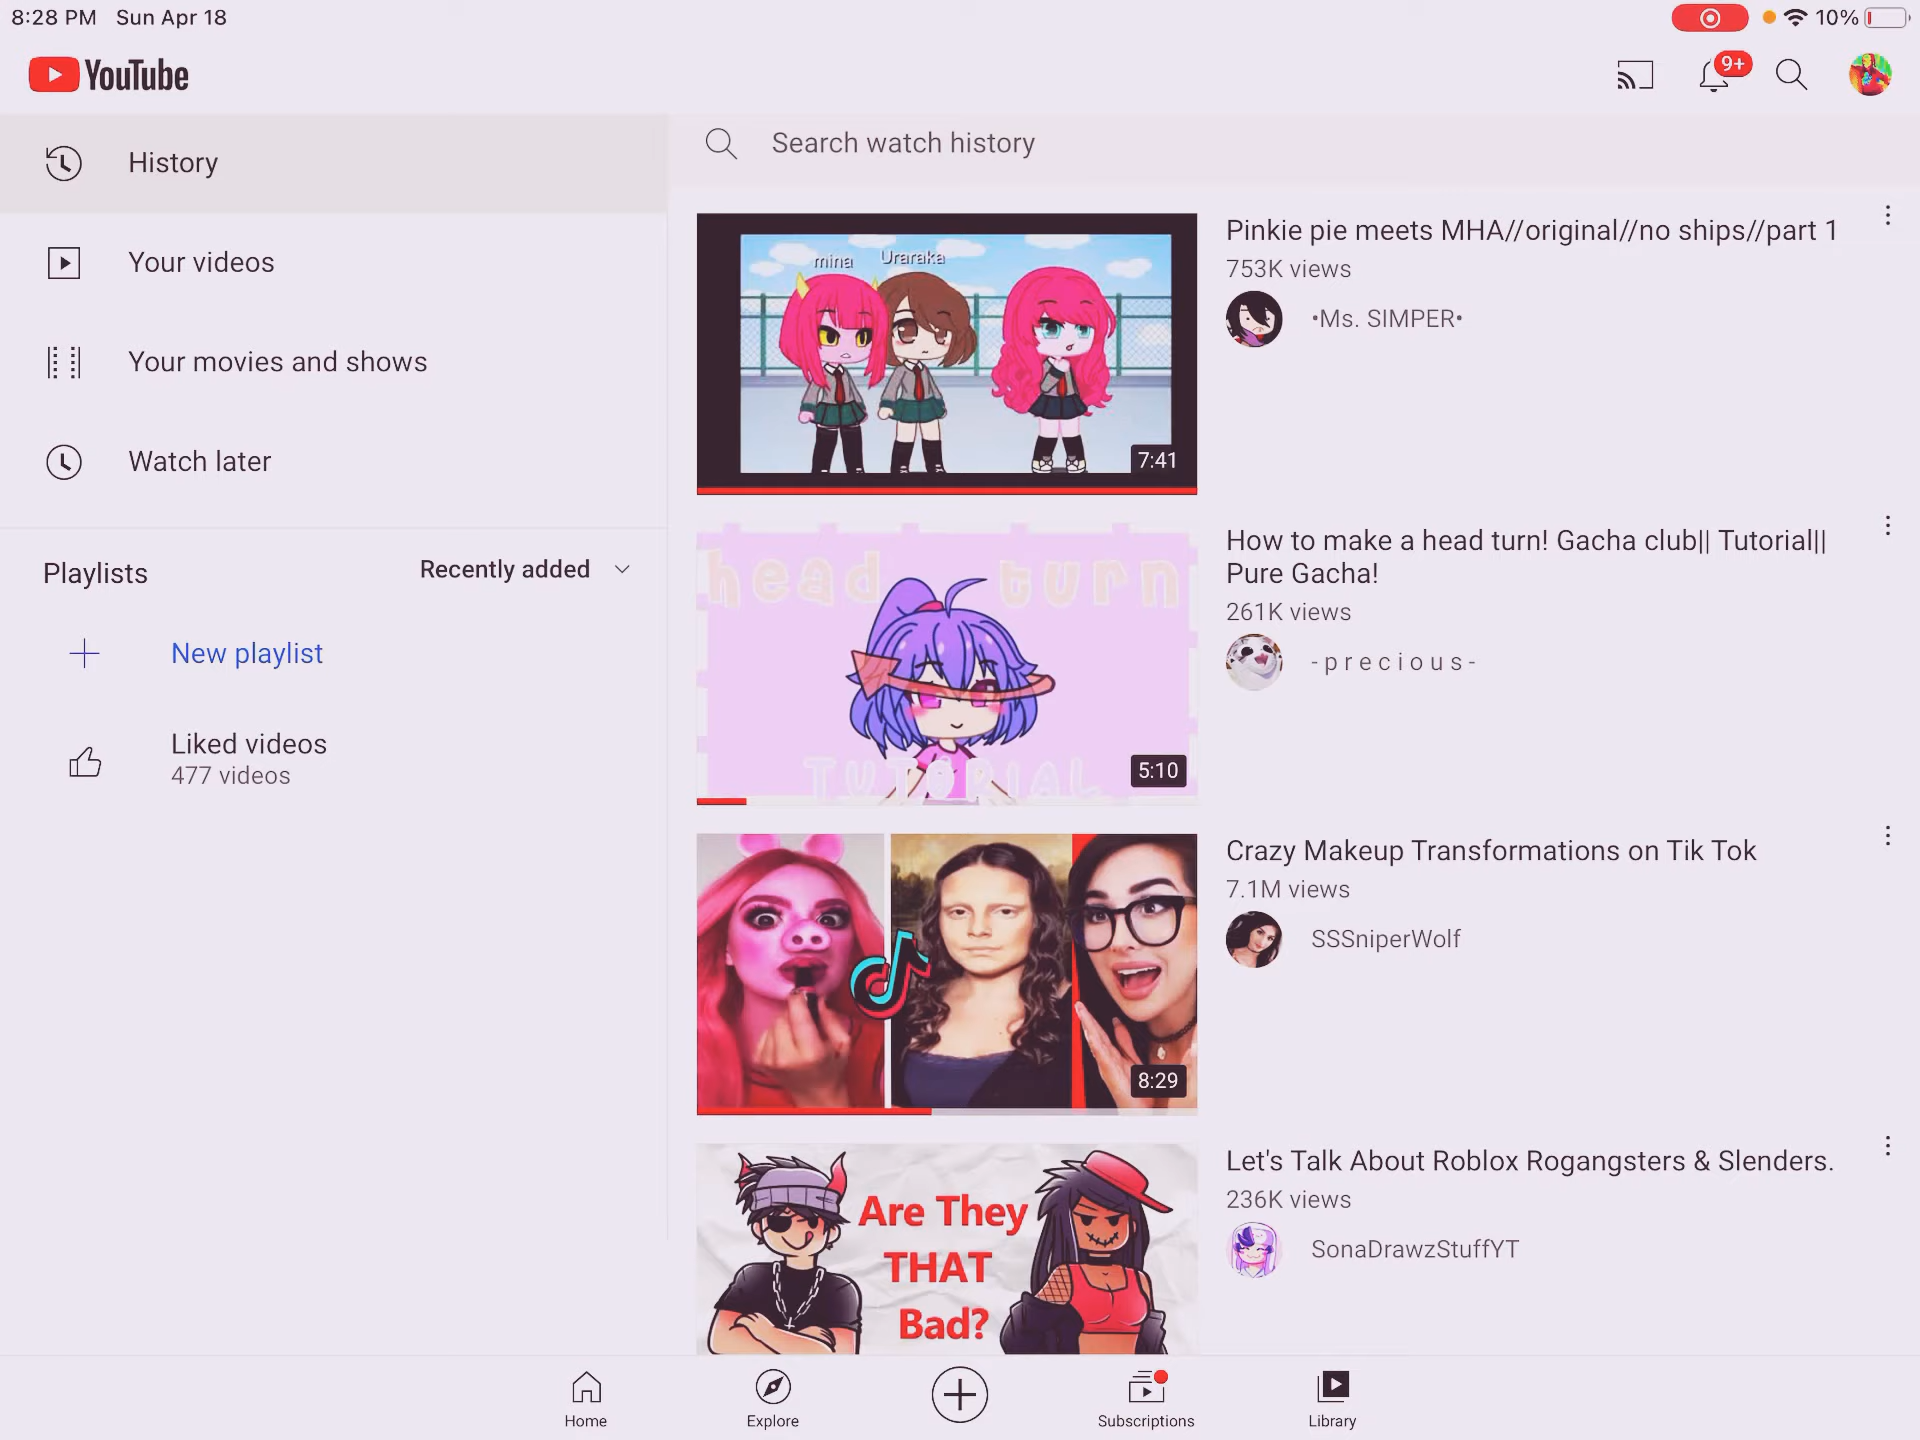 8:28 PM Sun Apr 18
10%
YouTube
9+
History
Your videos
Your movies and shows
Watch later
Playlists
Recently added
New playlist
Liked videos
477 videos
Search watch history
mina
Uraraka
7:41
Pinkie pie meets MHA//original//no ships//part 1
753K views
•Ms. SIMPER•
head turn
TUTORIAL
5:10
How to make a head turn! Gacha club|| Tutorial||
Pure Gacha!
261K views
- p r e c i o u s -
8:29
Crazy Makeup Transformations on Tik Tok
7.1M views
SSSniperWolf
Are They
THAT
Bad?
Let's Talk About Roblox Rogangsters & Slenders.
236K views
SonaDrawzStuffYT
Home
Explore
Subscriptions
Library